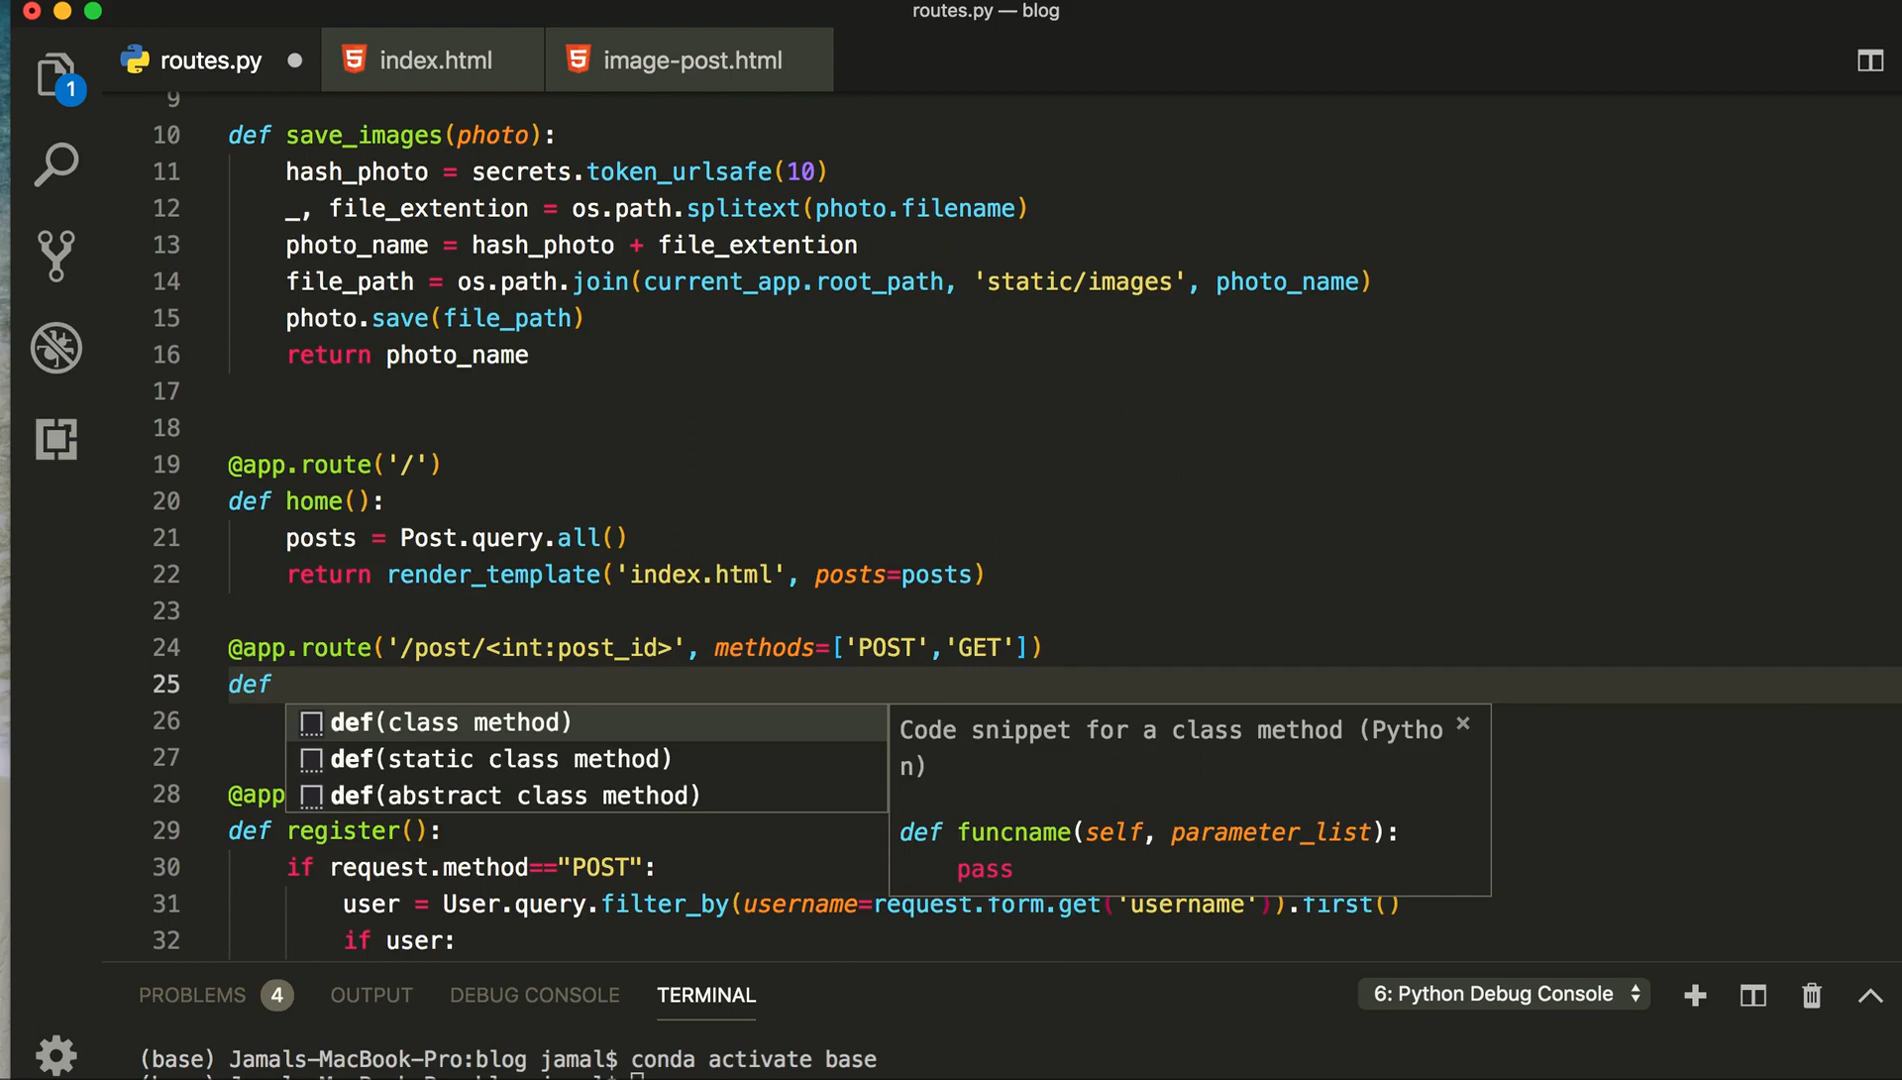 routes.py — blog
routes.py
index.html
image-post.html
1
9
10 def save_images(photo):
11 hash_photo = secrets.token_urlsafe(10)
12 _, file_extention = os.path.splitext(photo.filename)
13 photo_name = hash_photo + file_extention
14 file_path = os.path.join(current_app.root_path, 'static/images', photo_name)
15 photo.save(file_path)
16 return photo_name
17
18
19 @app.route('/')
20 def home():
21 posts = Post.query.all()
22 return render_template('index.html', posts=posts)
23
24 @app.route('/post/<int:post_id>', methods=['POST','GET'])
25 def
26 def(class method)
27 def(static class method)
28 @app def(abstract class method)
Code snippet for a class method (Pytho
n)
def funcname(self, parameter_list):
pass
29 def register():
30 if request.method=="POST":
31 user = User.query.filter_by(username=request.form.get('username')).first()
32 if user:
PROBLEMS 4 OUTPUT DEBUG CONSOLE TERMINAL 6: Python Debug Console
(base) Jamals-MacBook-Pro:blog jamal$ conda activate base